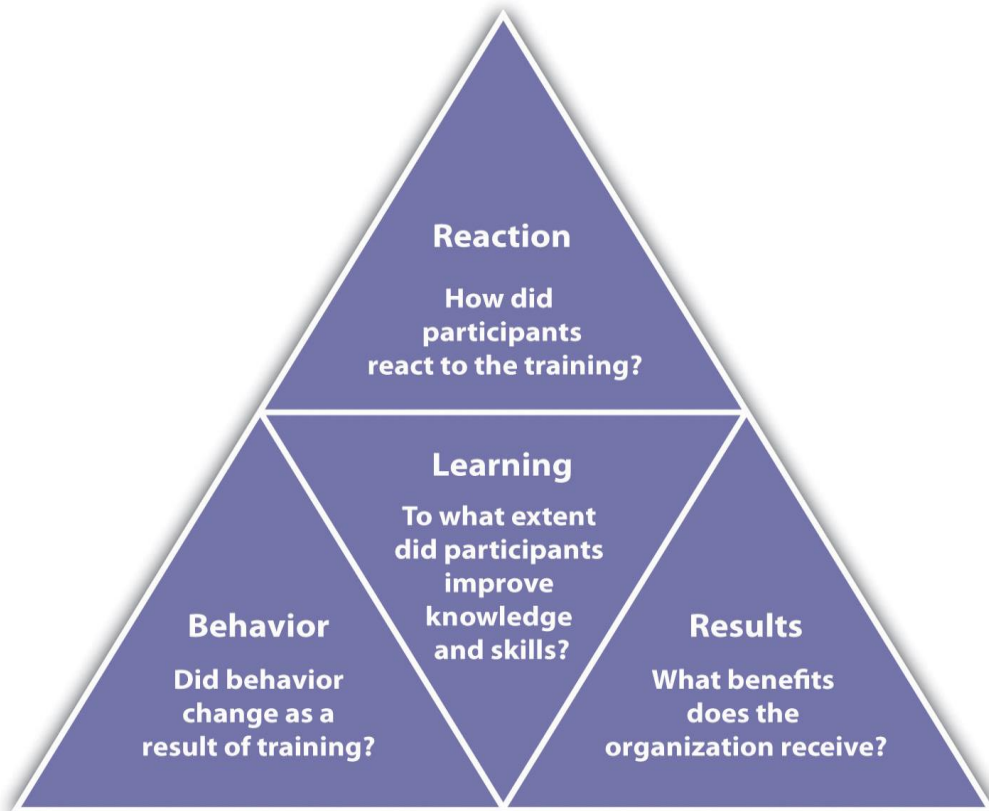 Reaction
How did
participants
react to the training?
Learning
To what extent
did participants
improve
knowledge
and skills?
Behavior
Did behavior
change as a
result of training?
Results
What benefits
does the
organization receive?